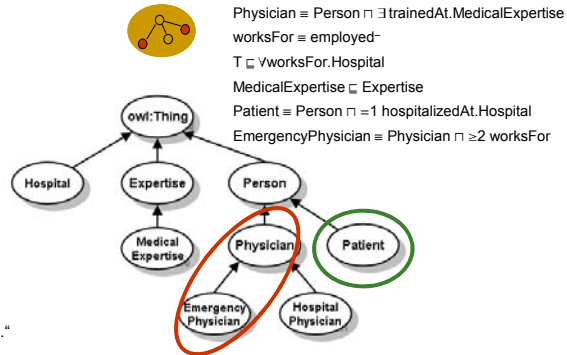 Physician ≡ Person ⊓ ∃ trainedAt.MedicalExpertise
worksFor ≡ employed⁻
T ⊑ ∀worksFor.Hospital
MedicalExpertise ⊑ Expertise
Patient ≡ Person ⊓ =1 hospitalizedAt.Hospital
EmergencyPhysician ≡ Physician ⊓ ≥2 worksFor
owl:Thing
Hospital
Expertise
Person
Medical
Expertise
Physician
Patient
Emergency
Physician
Hospital
Physician
.“